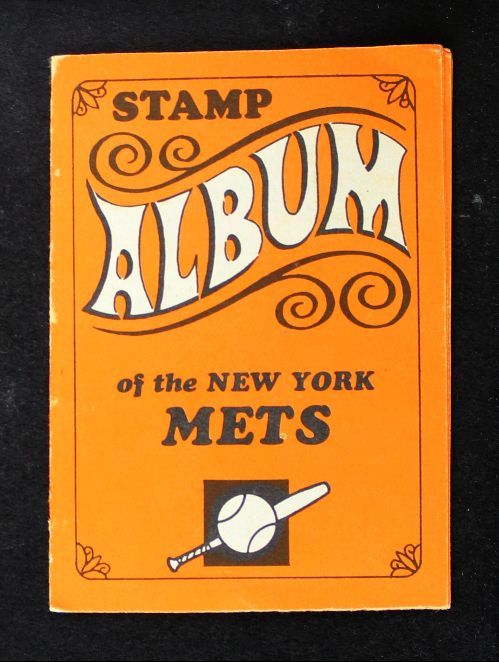 STAMP
ALBUM
of the NEW YORK
METS